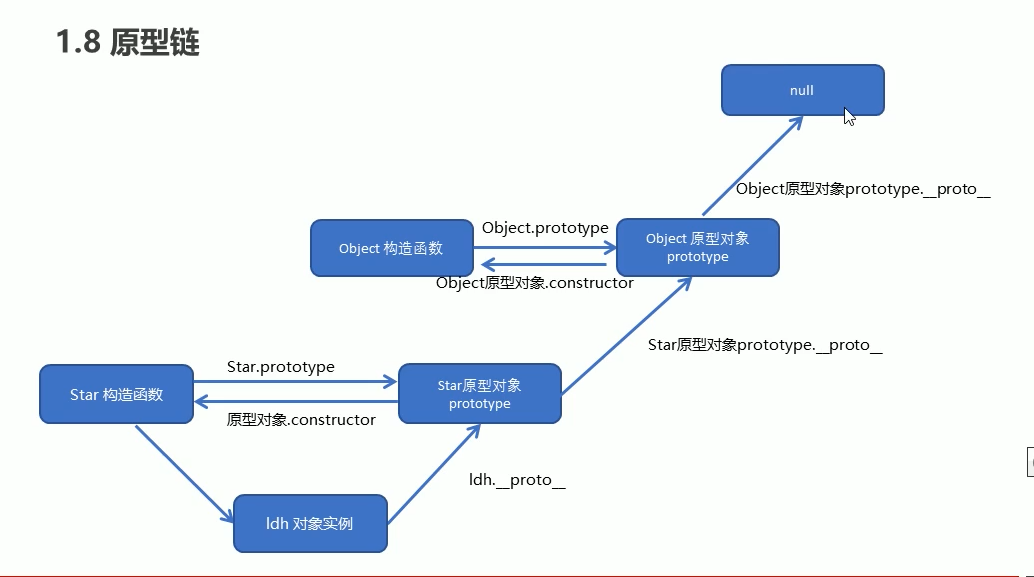 1.8 原型链
null
Object原型对象prototype.__proto__
Object.prototype
Object 构造函数
Object 原型对象
prototype
Object原型对象.constructor
Star原型对象prototype.__proto__
Star.prototype
Star 构造函数
Star原型对象
prototype
原型对象.constructor
ldh.__proto__
ldh 对象实例